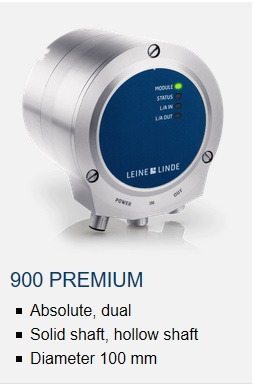 MODULE
STATUS
L/A IN
L/A OUT
LEINE LINDE
POWER IN OUT
900 PREMIUM
Absolute, dual
Solid shaft, hollow shaft
Diameter 100 mm